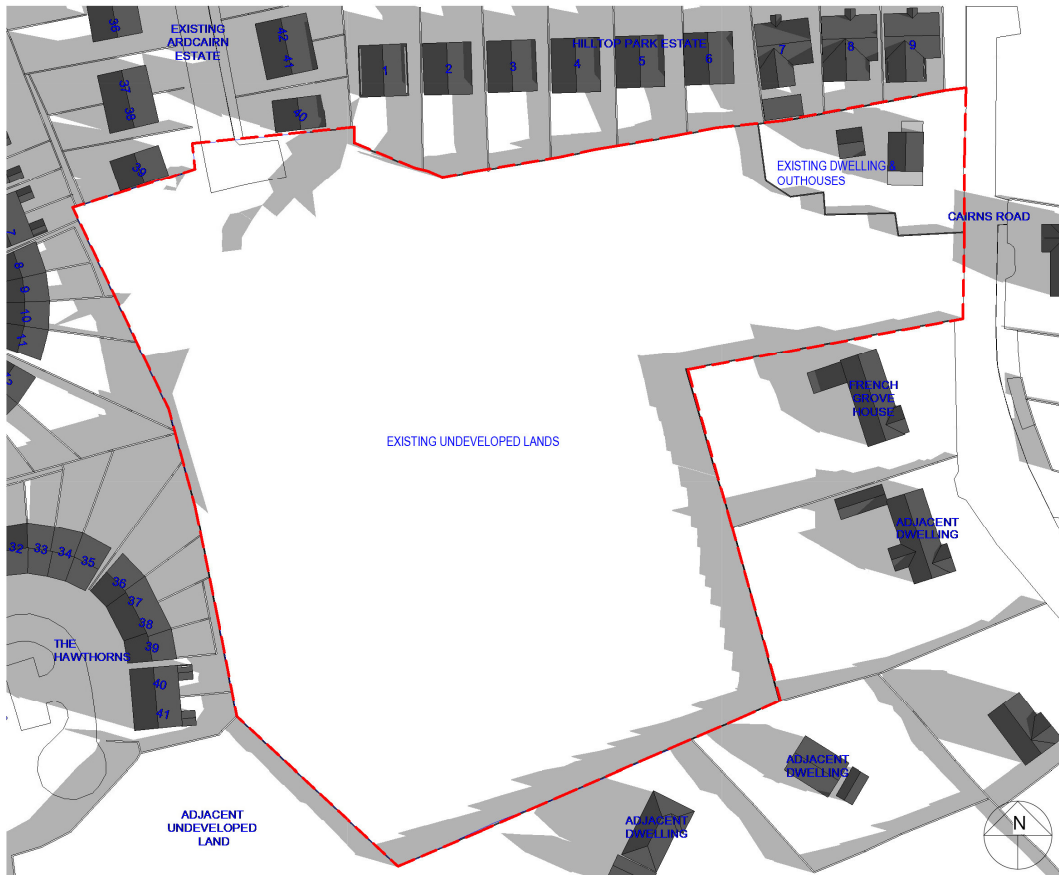 36
EXISTING
ARDCAIRN
ESTATE
42
41
HILLTOP PARK ESTATE
1
2
3
4
5
6
7
8
9
37
38
40
39
EXISTING DWELLING &
OUTHOUSES
CAIRNS ROAD
7
8
9
10
11
12
FRENCH
GROVE
HOUSE
EXISTING UNDEVELOPED LANDS
ADJACENT
DWELLING
32
33
34
35
36
37
38
39
THE
HAWTHORNS
40
41
ADJACENT
DWELLING
ADJACENT
UNDEVELOPED
LAND
ADJACENT
DWELLING
N